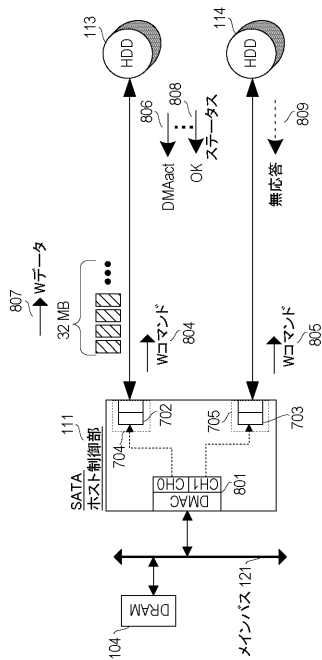 113
HDD
114
HDD
806
DMAact
808
OK
ステータス
809
無応答
807
Wデータ
32 MB
Wコマンド
804
Wコマンド
805
SATA
ホスト制御部
111
704
702
705
703
DMAC
CH1
CH0
801
DRAM
104
メインバス 121